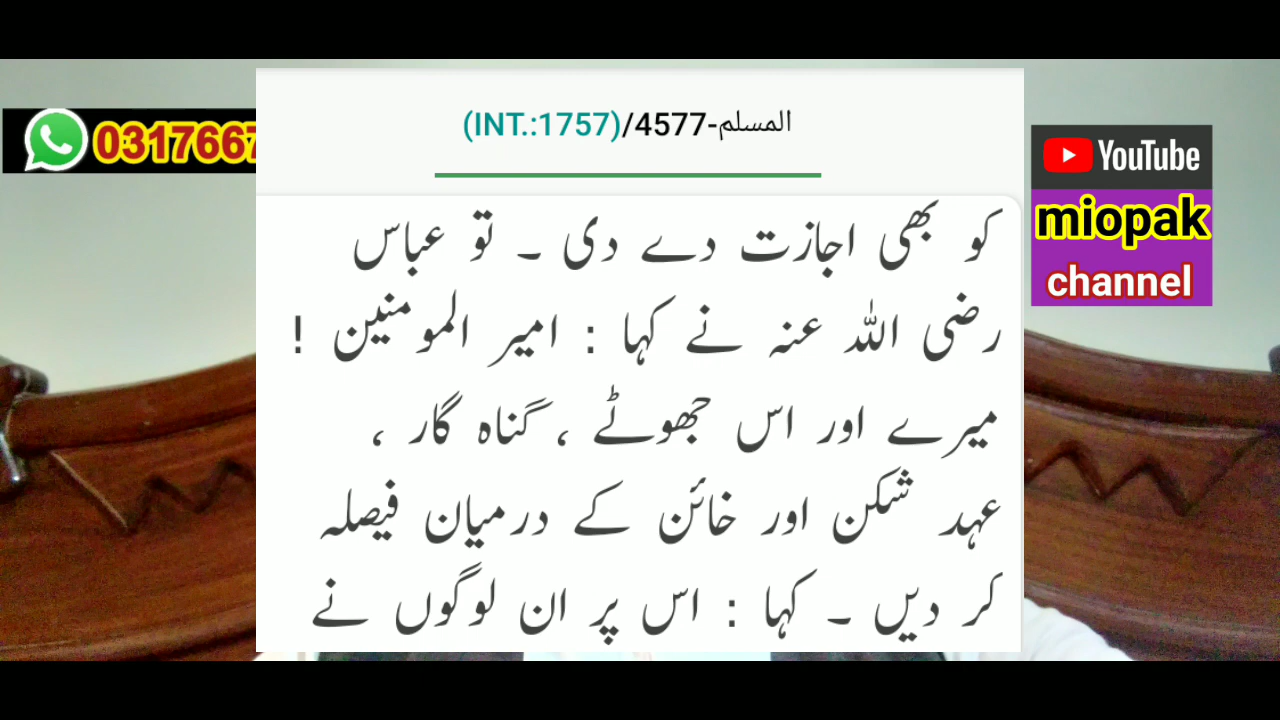 المسلم-4577/(INT.:1757)
0317667
YouTube
miopak
channel
کو بھی اجازت دے دی ۔ تو عباس
رضی اللہ عنہ نے کہا : امیر المومنین !
میرے اور اس جھوٹے ، گناہ گار ،
عہد شکن اور خائن کے درمیان فیصلہ
کر دیں ۔ کہا : اس پر ان لوگوں نے